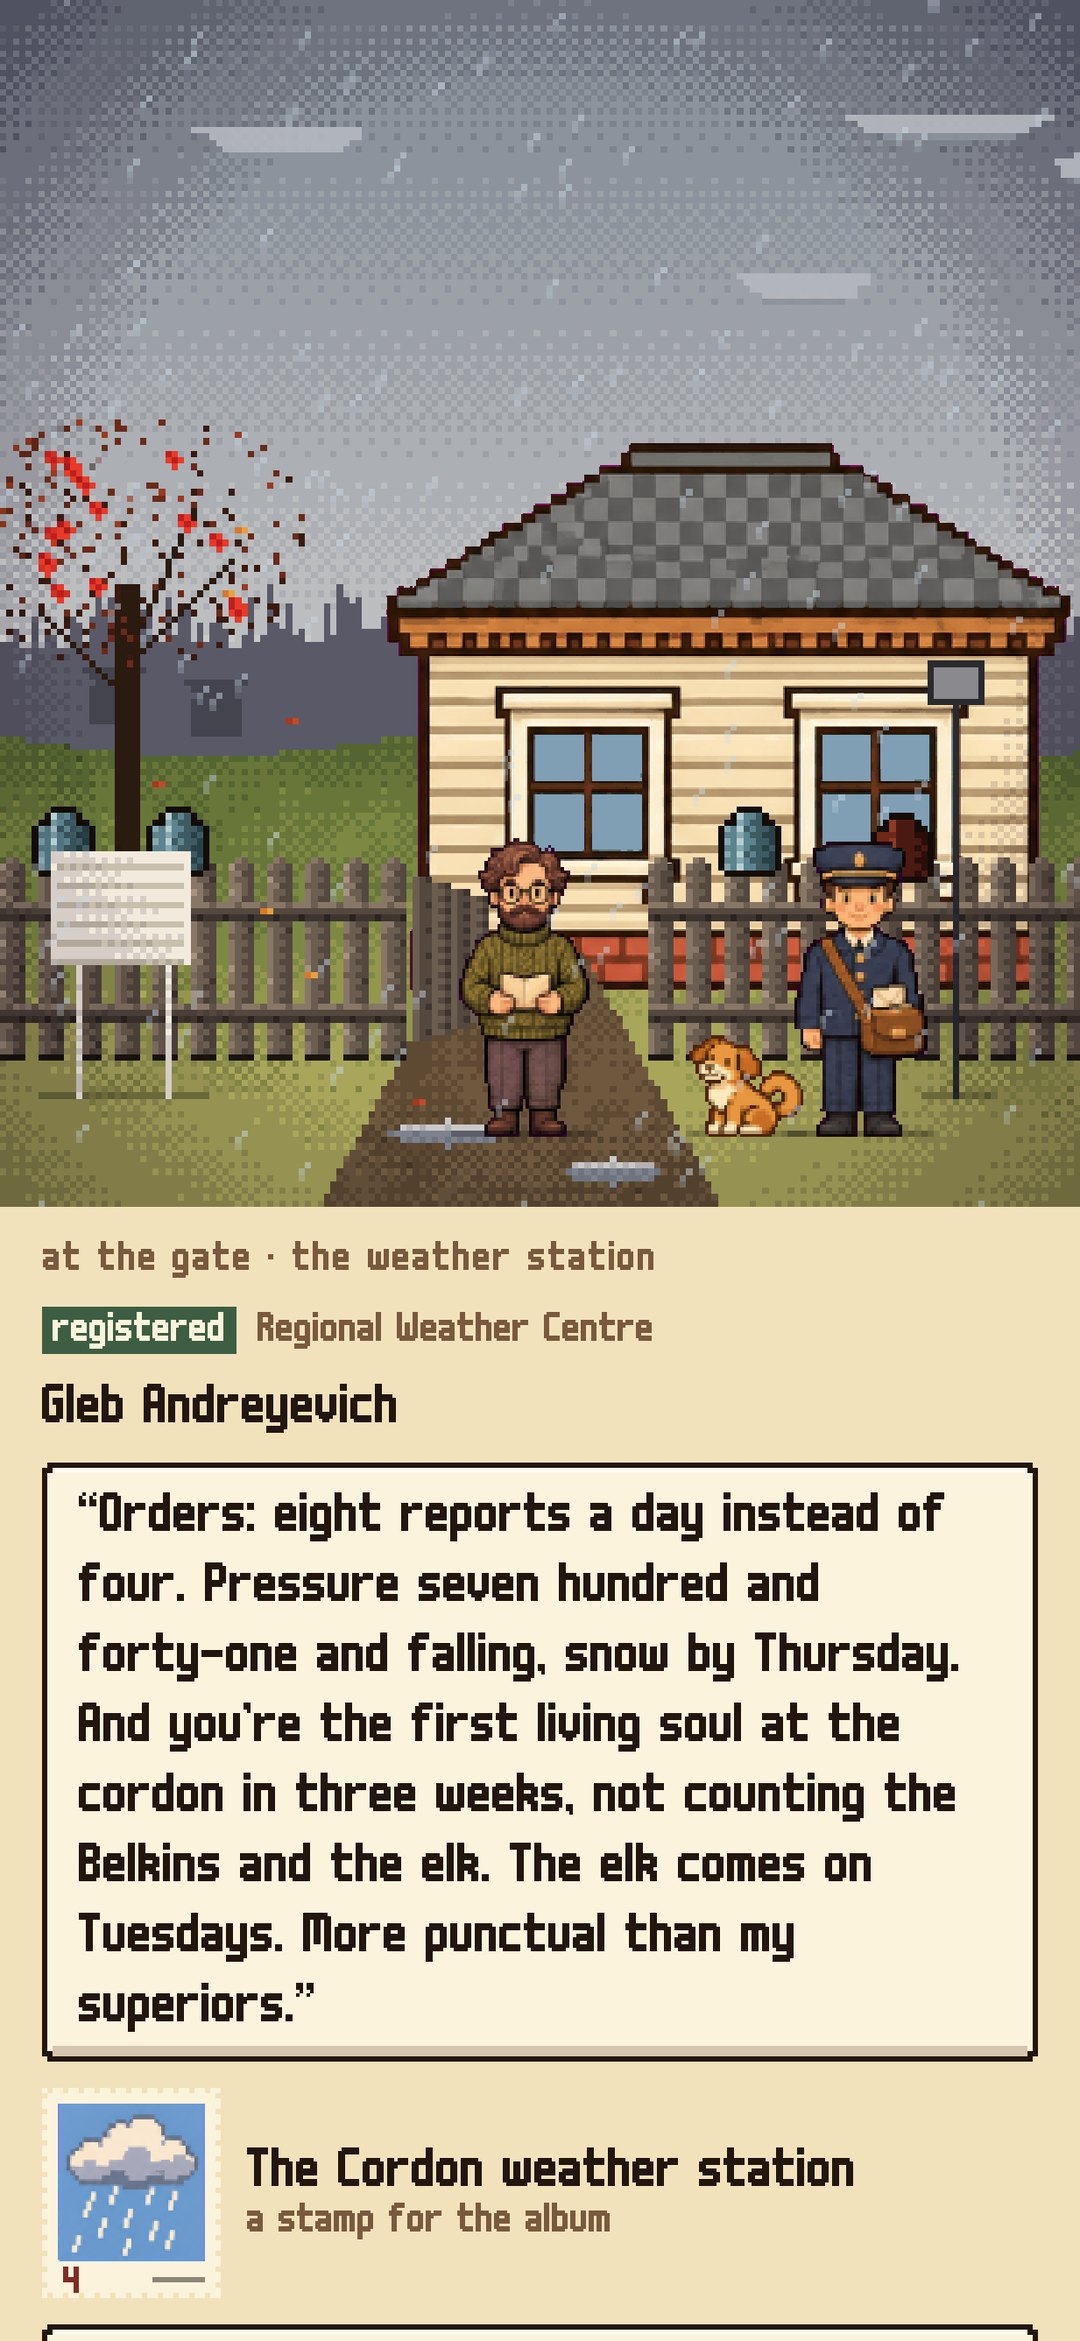 at the gate · the weather station
registered Regional Weather Centre
Gleb Andreyevich
“Orders: eight reports a day instead of
four. Pressure seven hundred and
forty-one and falling, snow by Thursday.
And you're the first living soul at the
cordon in three weeks, not counting the
Belkins and the elk. The elk comes on
Tuesdays. More punctual than my
superiors.”
The Cordon weather station
a stamp for the album
4